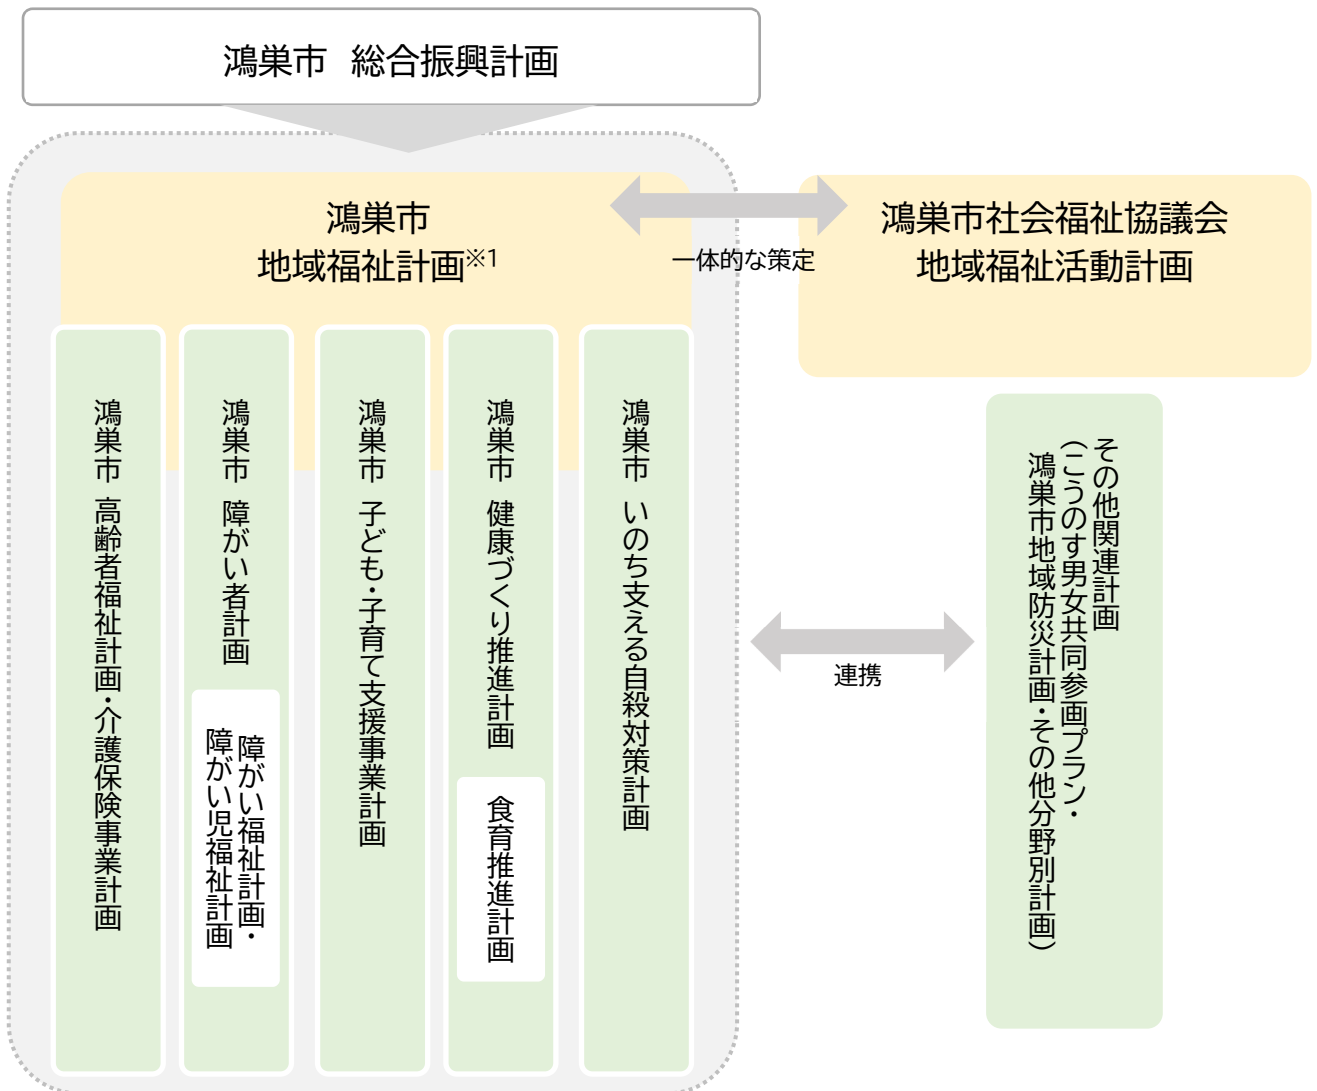 鴻巣市 総合振興計画
鴻巣市
地域福祉計画※1
一体的な策定
鴻巣市社会福祉協議会
地域福祉活動計画
鴻巣市 高齢者福祉計画・介護保険事業計画
鴻巣市 障がい者計画
障がい福祉計画・
障がい児福祉計画
鴻巣市 子ども・子育て支援事業計画
鴻巣市 健康づくり推進計画
食育推進計画
鴻巣市 いのち支える自殺対策計画
連携
その他関連計画
(こうのす男女共同参画プラン・
鴻巣市地域防災計画・その他分野別計画)